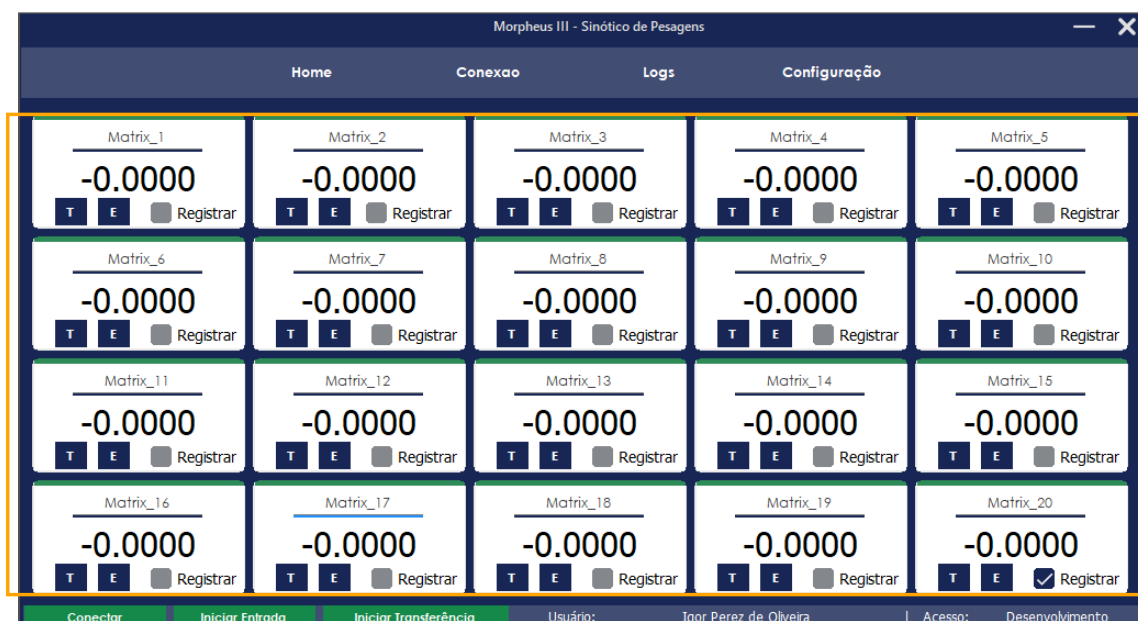 Morpheus III - Sinótico de Pesagens
Home Conexao Logs Configuração
Matrix_1 Matrix_2 Matrix_3 Matrix_4 Matrix_5
-0.0000 -0.0000 -0.0000 -0.0000 -0.0000
T E Registrar T E Registrar T E Registrar T E Registrar T E Registrar
Matrix_6 Matrix_7 Matrix_8 Matrix_9 Matrix_10
-0.0000 -0.0000 -0.0000 -0.0000 -0.0000
T E Registrar T E Registrar T E Registrar T E Registrar T E Registrar
Matrix_11 Matrix_12 Matrix_13 Matrix_14 Matrix_15
-0.0000 -0.0000 -0.0000 -0.0000 -0.0000
T E Registrar T E Registrar T E Registrar T E Registrar T E Registrar
Matrix_16 Matrix_17 Matrix_18 Matrix_19 Matrix_20
-0.0000 -0.0000 -0.0000 -0.0000 -0.0000
T E Registrar T E Registrar T E Registrar T E Registrar T E Registrar
Conectar Iniciar Entrada Iniciar Transferência Usuário: Igor Perez de Oliveira | Acesso: Desenvolvimento